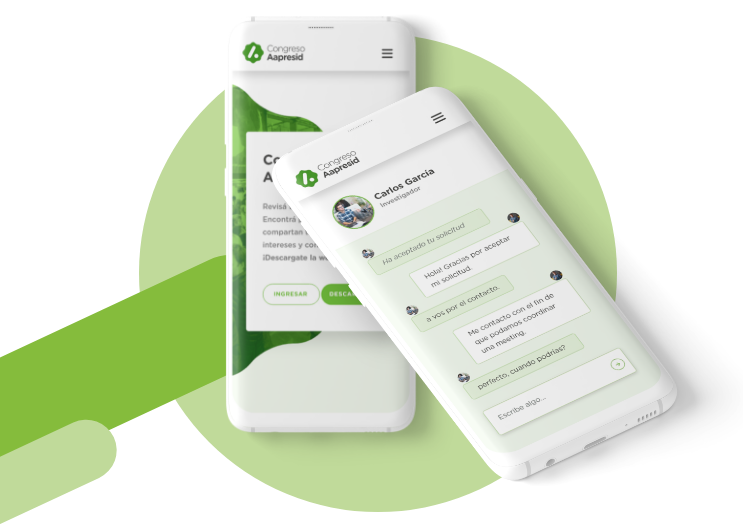 Congreso
Aapresid
Co
A
Revisá
Encontrá
compartan
intereses y co
¡Descargate la w
INGRESAR
DESCA
Congreso
Aapresid
Carlos García
Investigador
Ha aceptado tu solicitud
Hola! Gracias por aceptar
mi solicitud.
a vos por el contacto.
Me contacto con el fin de
que podamos coordinar
una meeting.
perfecto, cuando podrías?
Escribe algo...